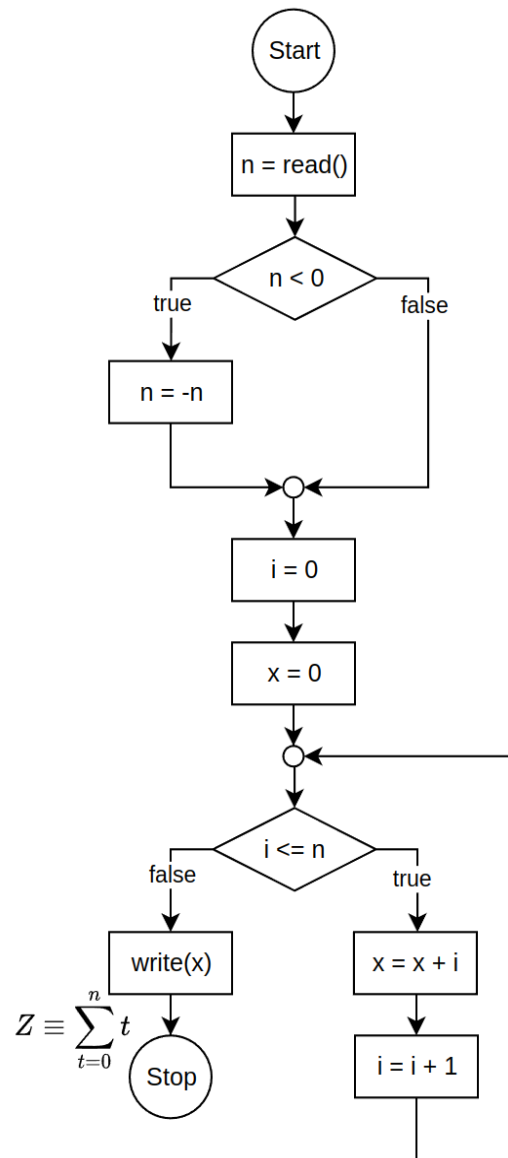 Start
n = read()
n < 0
true
false
n = -n
i = 0
x = 0
i <= n
false
true
write(x)
x = x + i
Z ≡ ∑_{t=0}^{n} t
Stop
i = i + 1